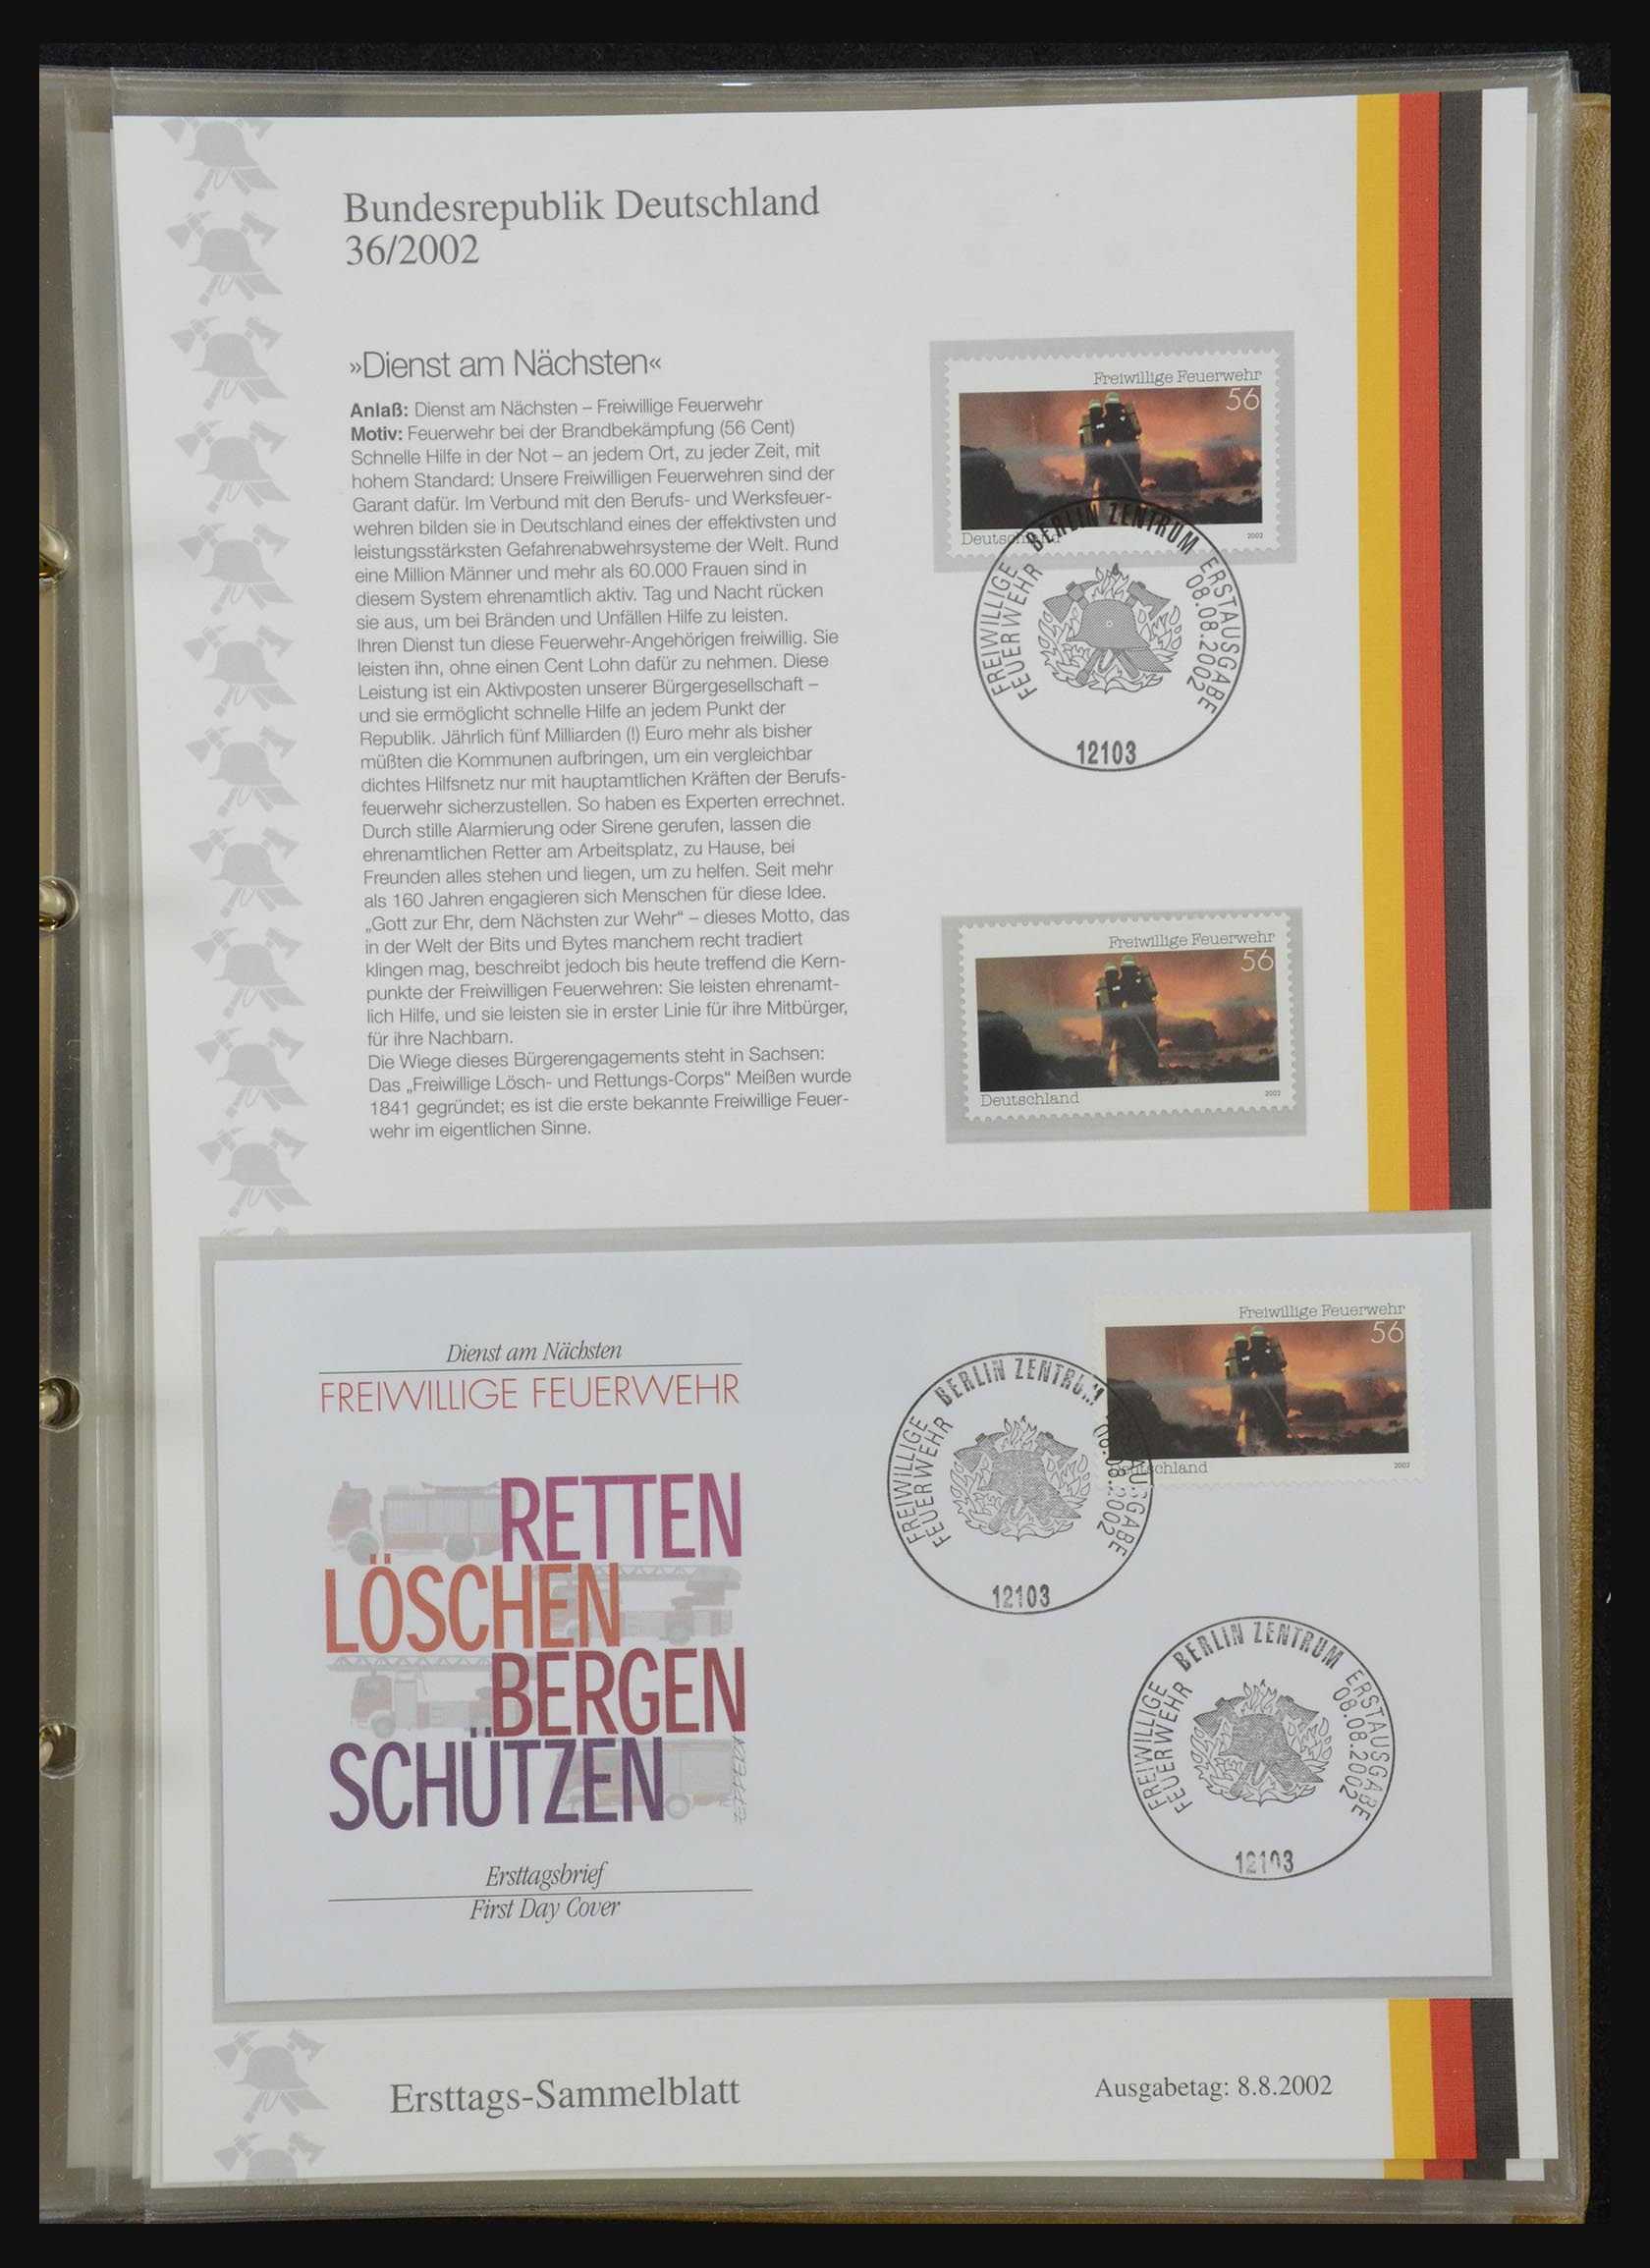 Bundesrepublik Deutschland
36/2002
»Dienst am Nächsten«
Anlaß: Dienst am Nächsten – Freiwillige Feuerwehr
Motiv: Feuerwehr bei der Brandbekämpfung (56 Cent)
Schnelle Hilfe in der Not – an jedem Ort, zu jeder Zeit, mit
hohem Standard: Unsere Freiwilligen Feuerwehren sind der
Garant dafür. Im Verbund mit den Berufs- und Werksfeuer-
wehren bilden sie in Deutschland eines der effektivsten und
leistungsstärksten Gefahrenabwehrsysteme der Welt. Rund
eine Million Männer und mehr als 60.000 Frauen sind in
diesem System ehrenamtlich aktiv. Tag und Nacht rücken
sie aus, um bei Bränden und Unfällen Hilfe zu leisten.
Ihren Dienst tun diese Feuerwehr-Angehörigen freiwillig. Sie
leisten ihn, ohne einen Cent Lohn dafür zu nehmen. Diese
Leistung ist ein Aktivposten unserer Bürgergesellschaft –
und sie ermöglicht schnelle Hilfe an jedem Punkt der
Republik. Jährlich fünf Milliarden (!) Euro mehr als bisher
müßten die Kommunen aufbringen, um ein vergleichbar
dichtes Hilfsnetz nur mit hauptamtlichen Kräften der Berufs-
feuerwehr sicherzustellen. So haben es Experten errechnet.
Durch stille Alarmierung oder Sirene gerufen, lassen die
ehrenamtlichen Retter am Arbeitsplatz, zu Hause, bei
Freunden alles stehen und liegen, um zu helfen. Seit mehr
als 160 Jahren engagieren sich Menschen für diese Idee.
„Gott zur Ehr, dem Nächsten zur Wehr“ – dieses Motto, das
in der Welt der Bits und Bytes manchem recht tradiert
klingen mag, beschreibt jedoch bis heute treffend die Kern-
punkte der Freiwilligen Feuerwehren: Sie leisten ehrenamt-
lich Hilfe, und sie leisten sie in erster Linie für ihre Mitbürger,
für ihre Nachbarn.
Die Wiege dieses Bürgerengagements steht in Sachsen:
Das „Freiwillige Lösch- und Rettungs-Corps“ Meißen wurde
1841 gegründet; es ist die erste bekannte Freiwillige Feuer-
wehr im eigentlichen Sinne.
Freiwillige Feuerwehr
56
Deutschland
2002
BERLIN ZENTRUM
FREIWILLIGE
FEUERWEHR
ERSTAUSGABE
08.08.2002
12103
Freiwillige Feuerwehr
56
Deutschland
2002
Dienst am Nächsten
FREIWILLIGE FEUERWEHR
RETTEN
LÖSCHEN
BERGEN
SCHÜTZEN
Ersttagsbrief
First Day Cover
Freiwillige Feuerwehr
56
Deutschland
2002
BERLIN ZENTRUM
FREIWILLIGE
FEUERWEHR
ERSTAUSGABE
08.08.2002
12103
BERLIN ZENTRUM
FREIWILLIGE
FEUERWEHR
ERSTAUSGABE
08.08.2002
12103
Ersttags-Sammelblatt
Ausgabetag: 8.8.2002